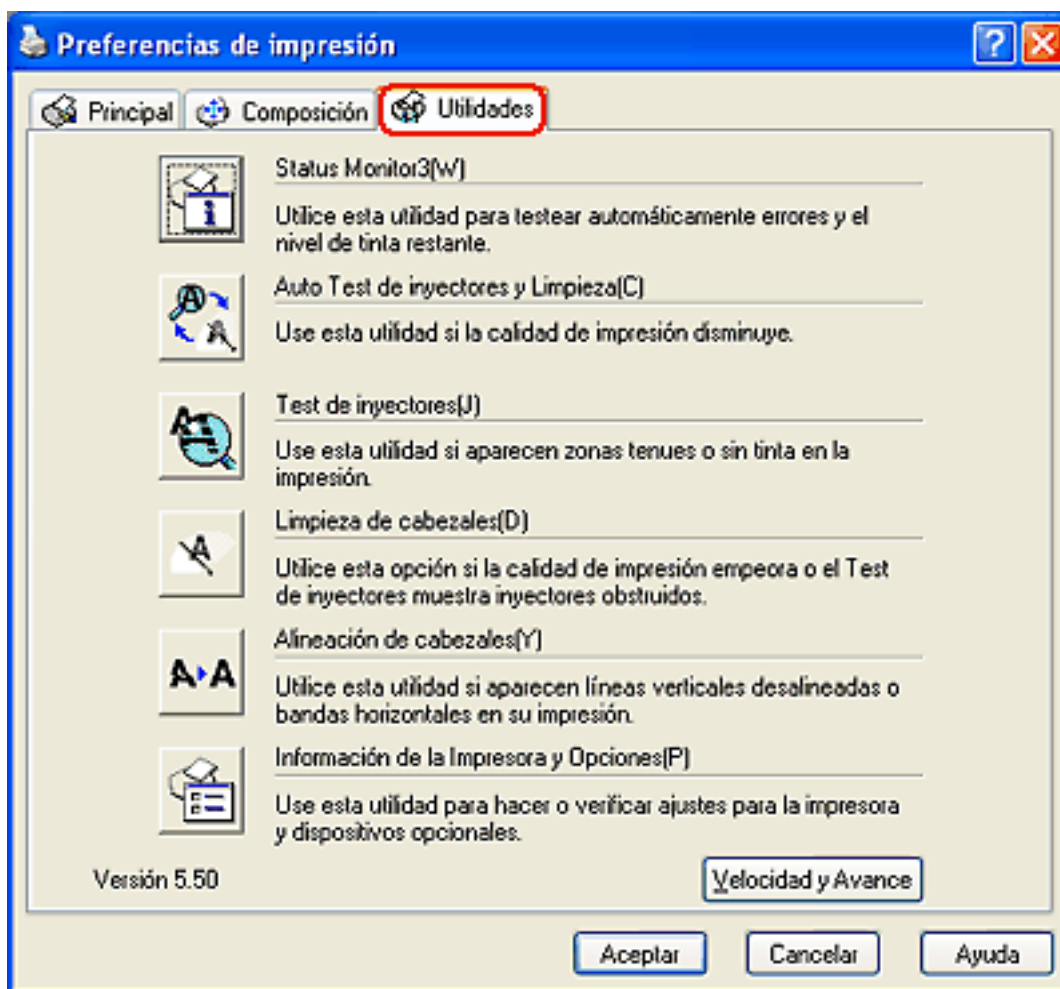 Preferencias de impresión
Principal
Composición
Utilidades
Status Monitor3(W)
Utilice esta utilidad para testear automáticamente errores y el
nivel de tinta restante.
Auto Test de inyectores y Limpieza(C)
Use esta utilidad si la calidad de impresión disminuye.
Test de inyectores(J)
Use esta utilidad si aparecen zonas tenues o sin tinta en la
impresión.
Limpieza de cabezales(D)
Utilice esta opción si la calidad de impresión empeora o el Test
de inyectores muestra inyectores obstruidos.
Alineación de cabezales(Y)
Utilice esta utilidad si aparecen líneas verticales desalineadas o
bandas horizontales en su impresión.
Información de la Impresora y Opciones(P)
Use esta utilidad para hacer o verificar ajustes para la impresora
y dispositivos opcionales.
Versión 5.50
Velocidad y Avance
Aceptar
Cancelar
Ayuda